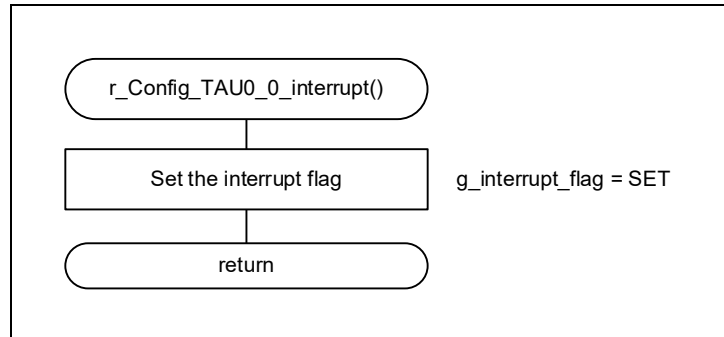 r_Config_TAU0_0_interrupt()
Set the interrupt flag
g_interrupt_flag = SET
return